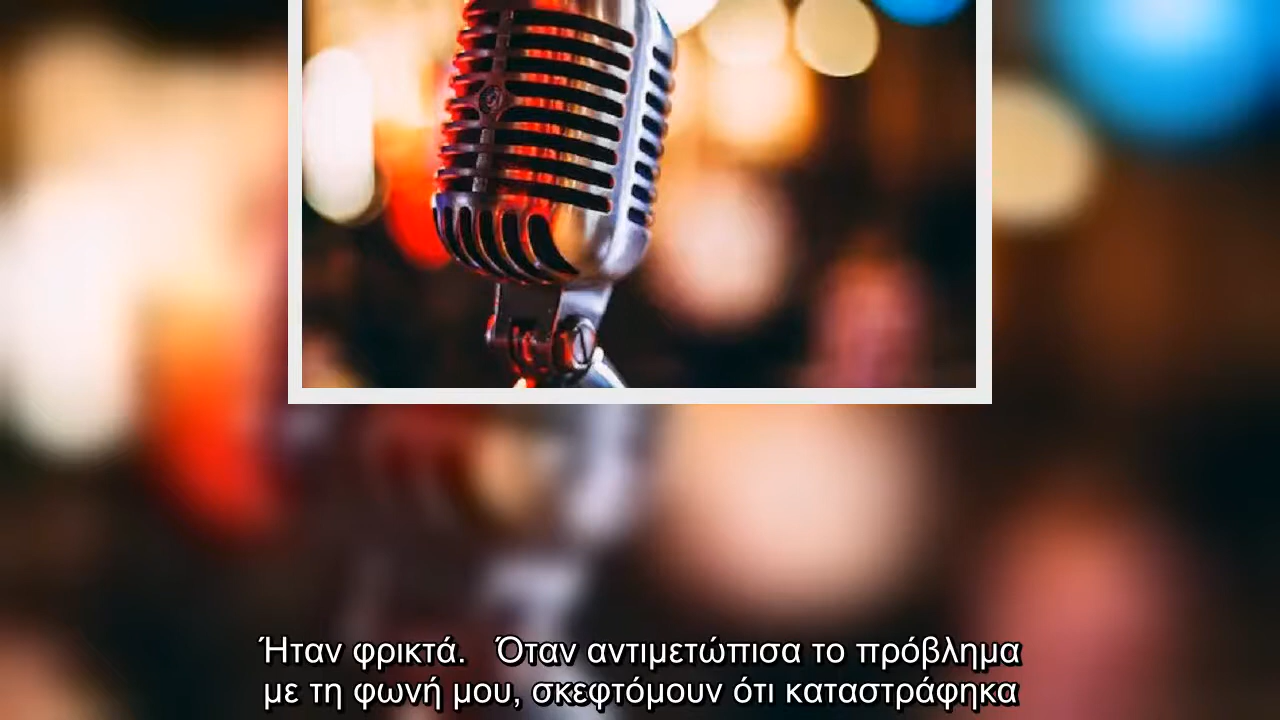 Ήταν φρικτά. Όταν αντιμετώπισα το πρόβλημα
με τη φωνή μου, σκεφτόμουν ότι καταστράφηκα